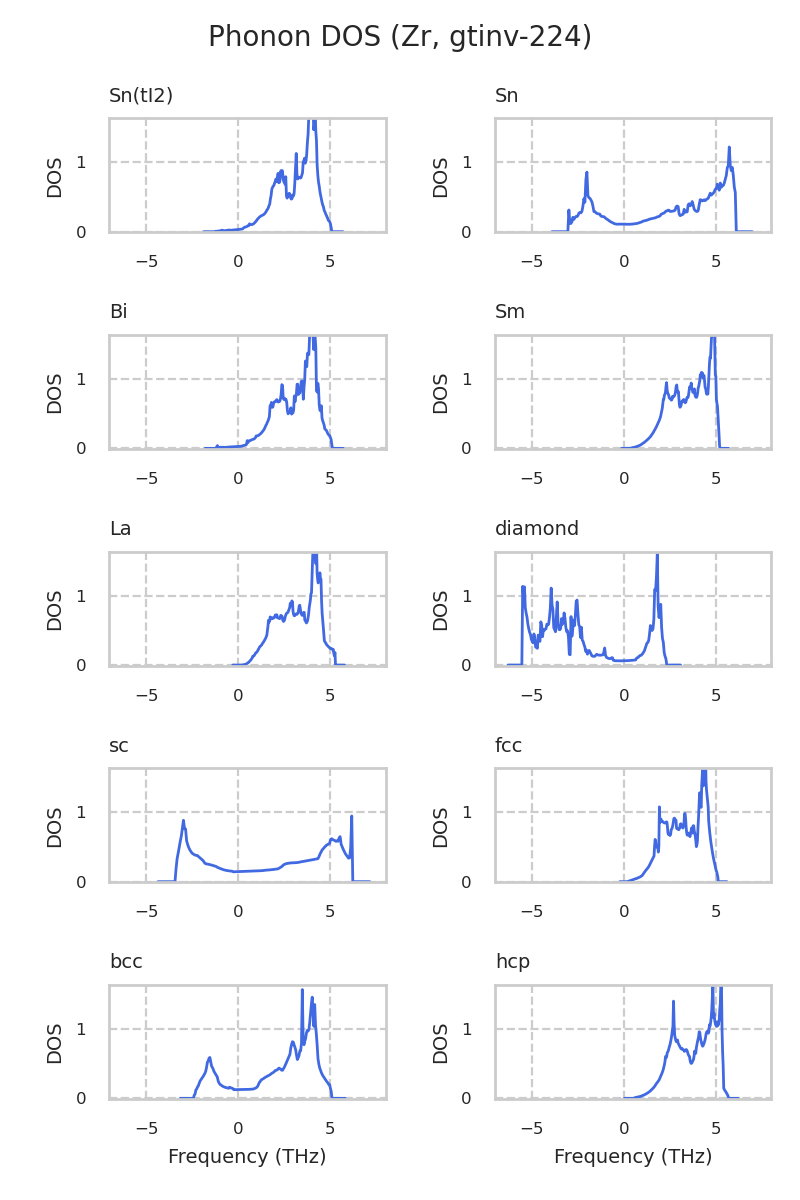 Phonon DOS (Zr, gtinv-224)
Sn(tI2)
DOS
1
0
−5 0 5
Sn
DOS
1
0
−5 0 5
Bi
DOS
1
0
−5 0 5
Sm
DOS
1
0
−5 0 5
La
DOS
1
0
−5 0 5
diamond
DOS
1
0
−5 0 5
sc
DOS
1
0
−5 0 5
fcc
DOS
1
0
−5 0 5
bcc
DOS
1
0
−5 0 5
Frequency (THz)
hcp
DOS
1
0
−5 0 5
Frequency (THz)